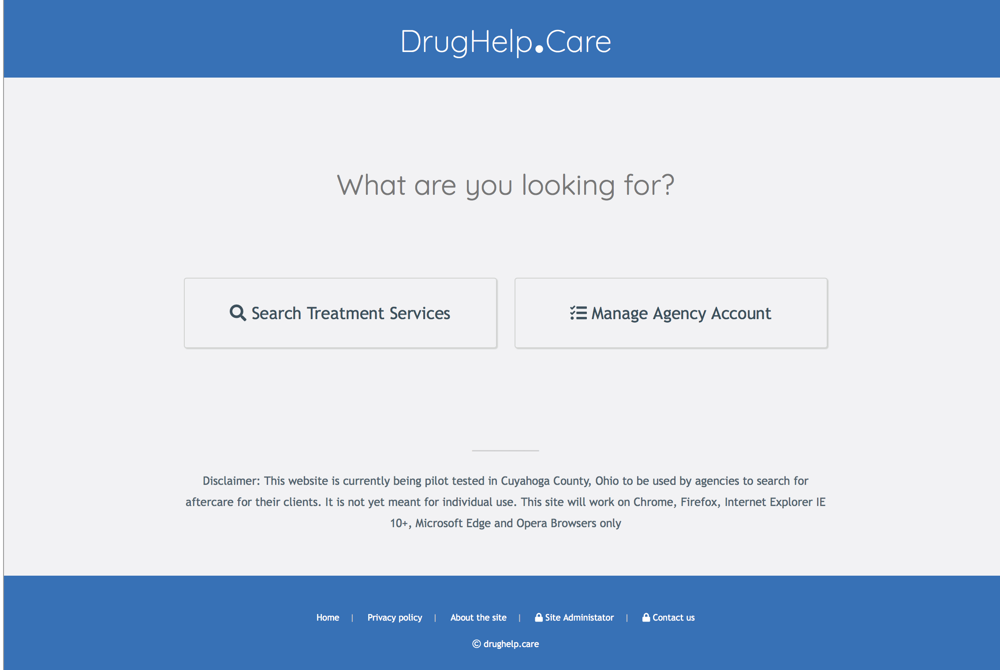 DrugHelp.Care
What are you looking for?
Search Treatment Services
Manage Agency Account
Disclaimer: This website is currently being pilot tested in Cuyahoga County, Ohio to be used by agencies to search for
aftercare for their clients. It is not yet meant for individual use. This site will work on Chrome, Firefox, Internet Explorer IE
10+, Microsoft Edge and Opera Browsers only
Home | Privacy policy | About the site | Site Administator | Contact us
© drughelp.care